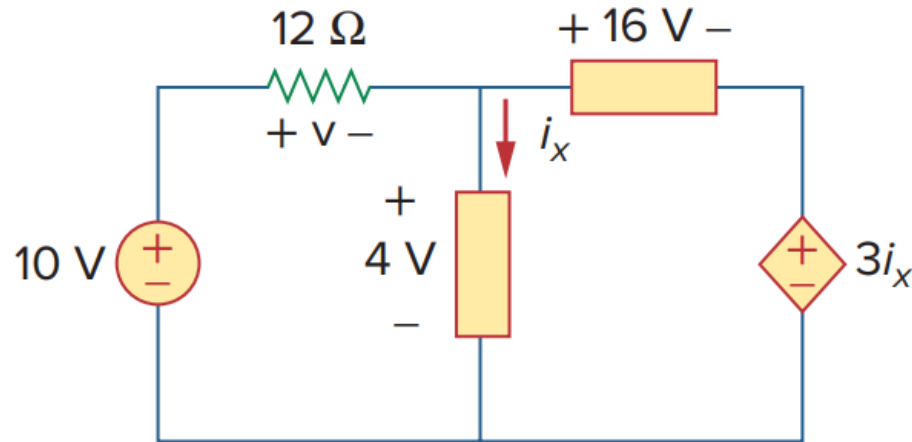 12 Ω
+ v –
+ 16 V –
i_x
+
4 V
–
10 V
+
–
+
–
3i_x